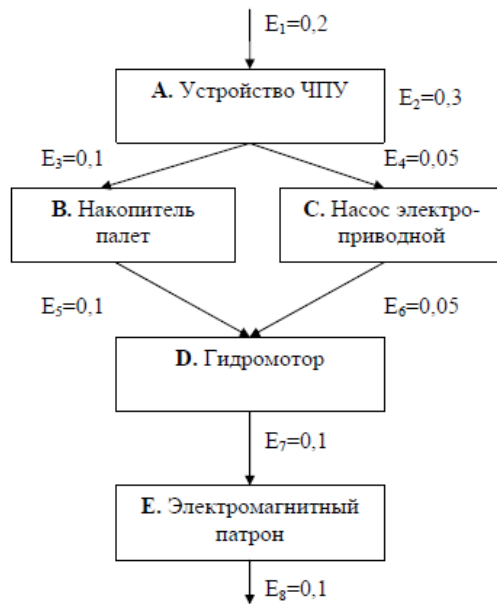 E₁=0,2
A. Устройство ЧПУ
E₂=0,3
E₃=0,1
E₄=0,05
B. Накопитель
палет
C. Насос электро-
приводной
E₅=0,1
E₆=0,05
D. Гидромотор
E₇=0,1
E. Электромагнитный
патрон
E₈=0,1